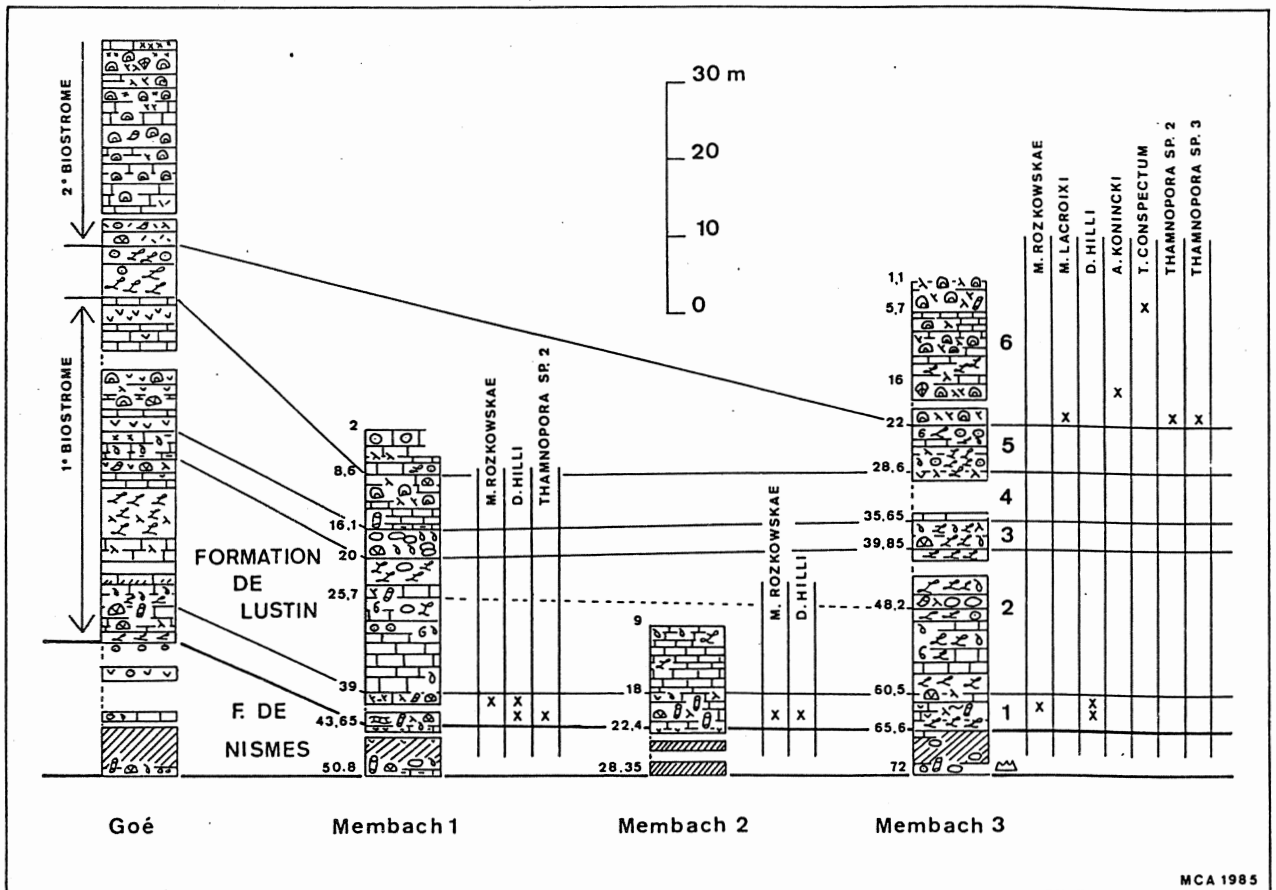 2e BIOSTROME
1e BIOSTROME
30 m
20
10
0
FORMATION
DE
LUSTIN
F. DE
NISMES
2
8,6
16,1
20
25,7
39
43,65
50.8
M. ROZKOWSKAE
D. HILLI
THAMNOPORA SP. 2
x x
x x
9
18
22,4
28,35
M. ROZKOWSKAE
D. HILLI
x x
1,1
5,7
16
22
28,6
35,65
39,85
48,2
60,5
65,6
72
6
5
4
3
2
1
M. ROZKOWSKAE
M. LACROIXI
D. HILLI
A. KONINCKI
T. CONSPECTUM
THAMNOPORA SP. 2
THAMNOPORA SP. 3
x
x
x x x
x x
x
Goé
Membach 1
Membach 2
Membach 3
MCA 1985